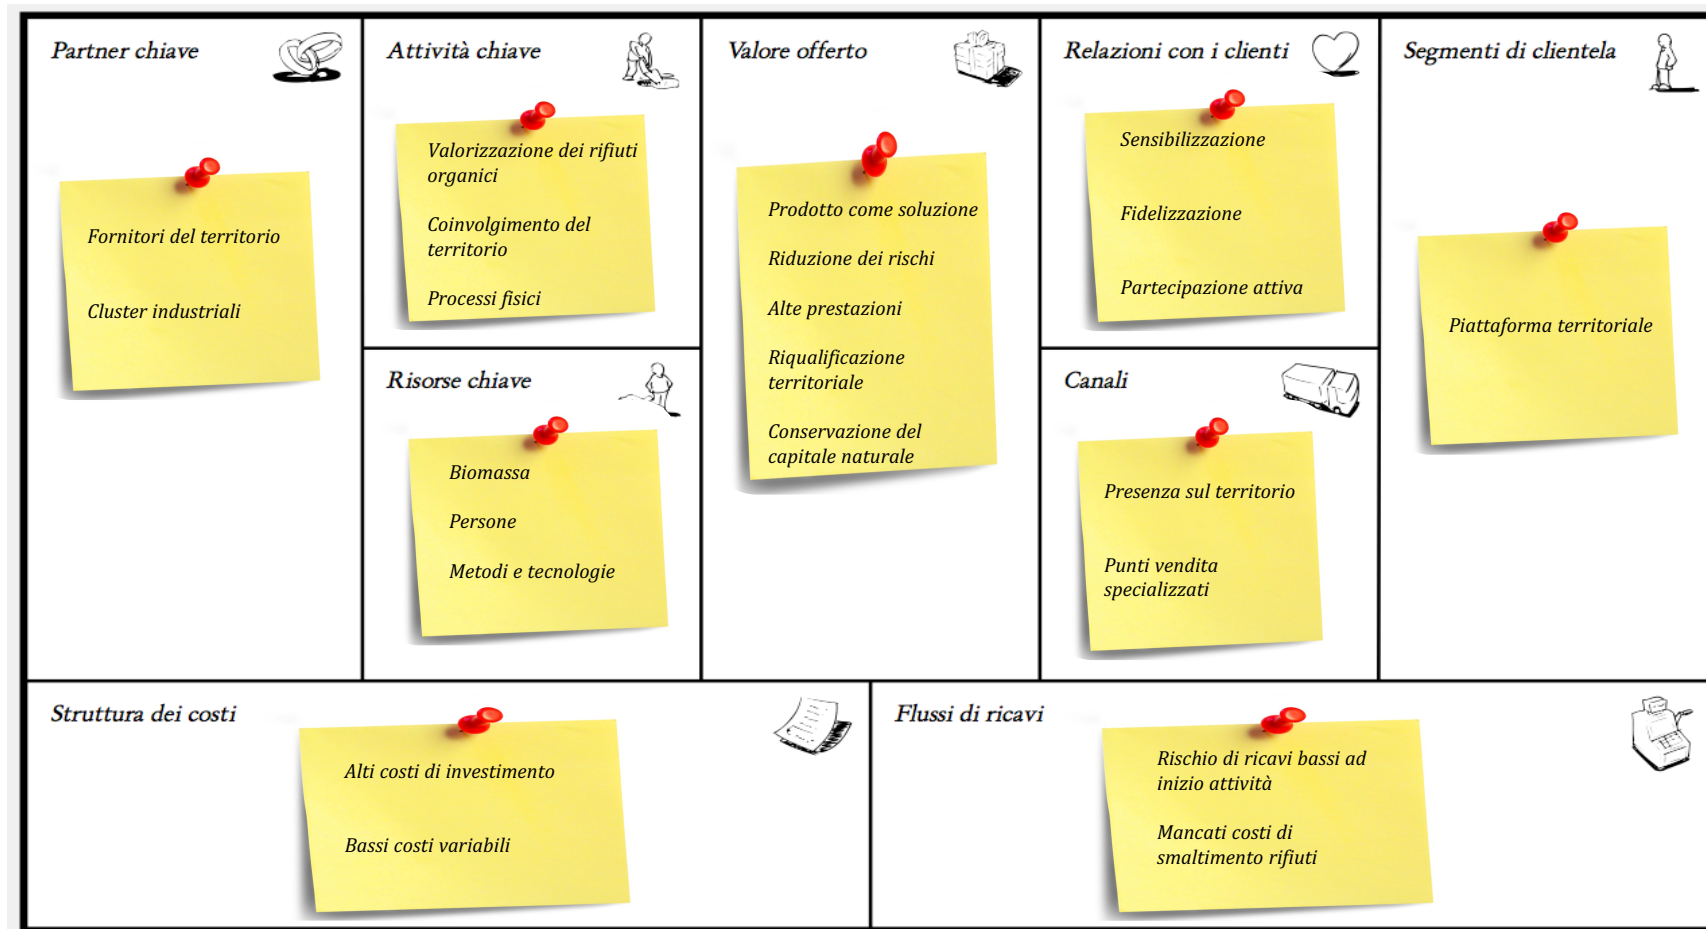 Partner chiave
Fornitori del territorio
Cluster industriali
Attività chiave
Valorizzazione dei rifiuti
organici
Coinvolgimento del
territorio
Processi fisici
Risorse chiave
Biomassa
Persone
Metodi e tecnologie
Valore offerto
Prodotto come soluzione
Riduzione dei rischi
Alte prestazioni
Riqualificazione
territoriale
Conservazione del
capitale naturale
Relazioni con i clienti
Sensibilizzazione
Fidelizzazione
Partecipazione attiva
Canali
Presenza sul territorio
Punti vendita
specializzati
Segmenti di clientela
Piattaforma territoriale
Struttura dei costi
Alti costi di investimento
Bassi costi variabili
Flussi di ricavi
Rischio di ricavi bassi ad
inizio attività
Mancati costi di
smaltimento rifiuti